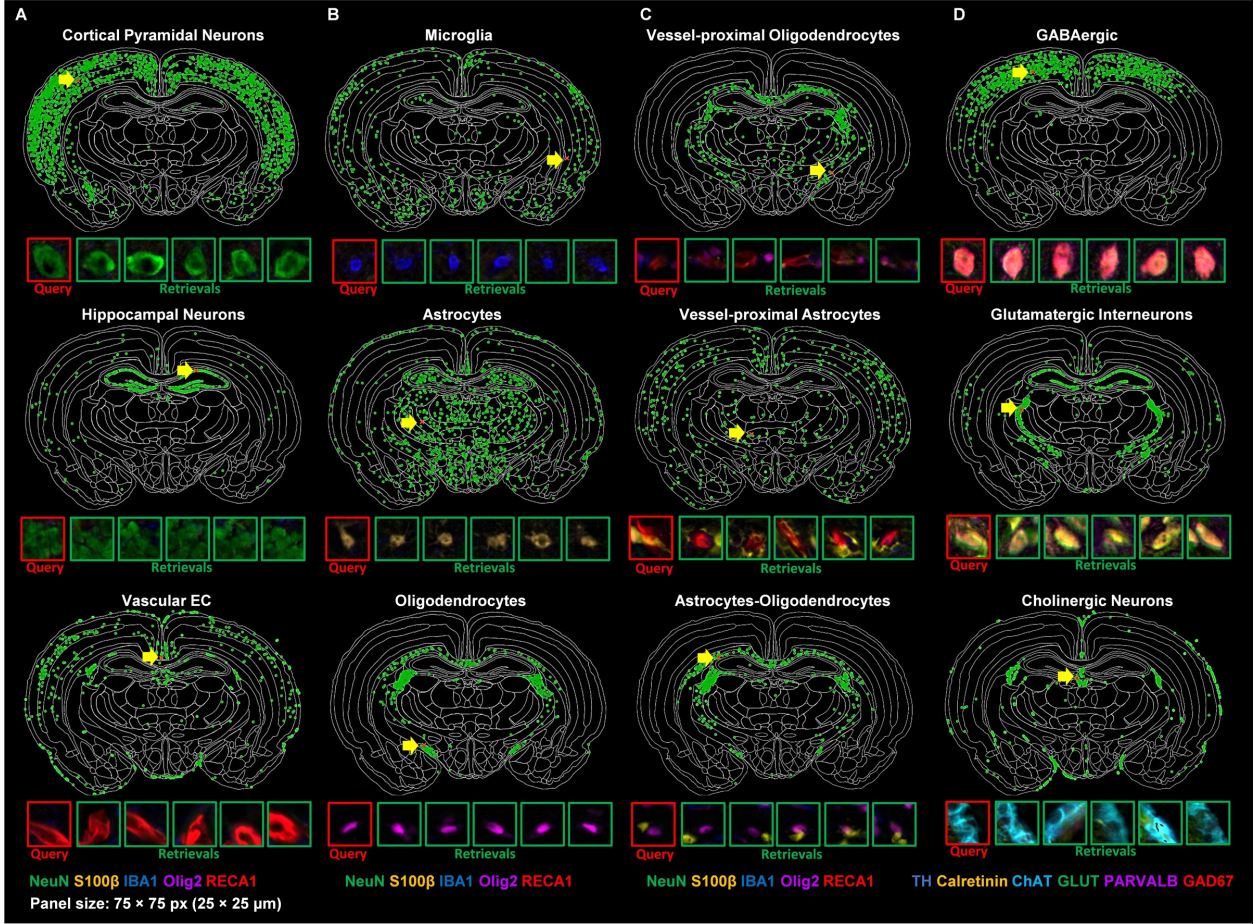 A
B
C
D
Cortical Pyramidal Neurons
Microglia
Vessel-proximal Oligodendrocytes
GABAergic
Query
Retrievals
Query
Retrievals
Query
Retrievals
Query
Retrievals
Hippocampal Neurons
Astrocytes
Vessel-proximal Astrocytes
Glutamatergic Interneurons
Query
Retrievals
Query
Retrievals
Query
Retrievals
Query
Retrievals
Vascular EC
Oligodendrocytes
Astrocytes-Oligodendrocytes
Cholinergic Neurons
Query
Retrievals
Query
Retrievals
Query
Retrievals
Query
Retrievals
NeuN S100β IBA1 Olig2 RECA1
NeuN S100β IBA1 Olig2 RECA1
NeuN S100β IBA1 Olig2 RECA1
TH Calretinin ChAT GLUT PARVALB GAD67
Panel size: 75 × 75 px (25 × 25 μm)